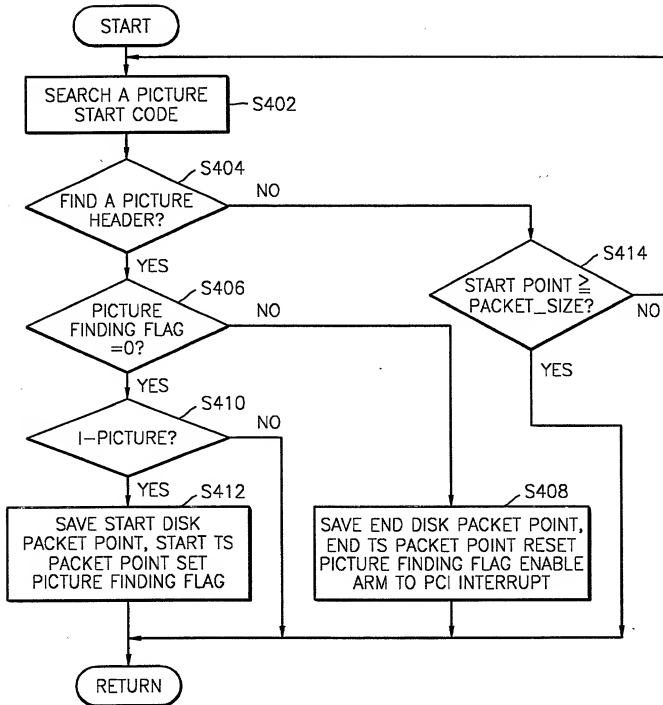 START
SEARCH A PICTURE
START CODE
S402
S404
FIND A PICTURE
HEADER?
NO
YES
S414
START POINT ≧
PACKET_SIZE?
NO
YES
S406
PICTURE
FINDING FLAG
=0?
NO
YES
S410
I-PICTURE?
NO
YES
S412
SAVE START DISK
PACKET POINT, START TS
PACKET POINT SET
PICTURE FINDING FLAG
S408
SAVE END DISK PACKET POINT,
END TS PACKET POINT RESET
PICTURE FINDING FLAG ENABLE
ARM TO PCI INTERRUPT
RETURN